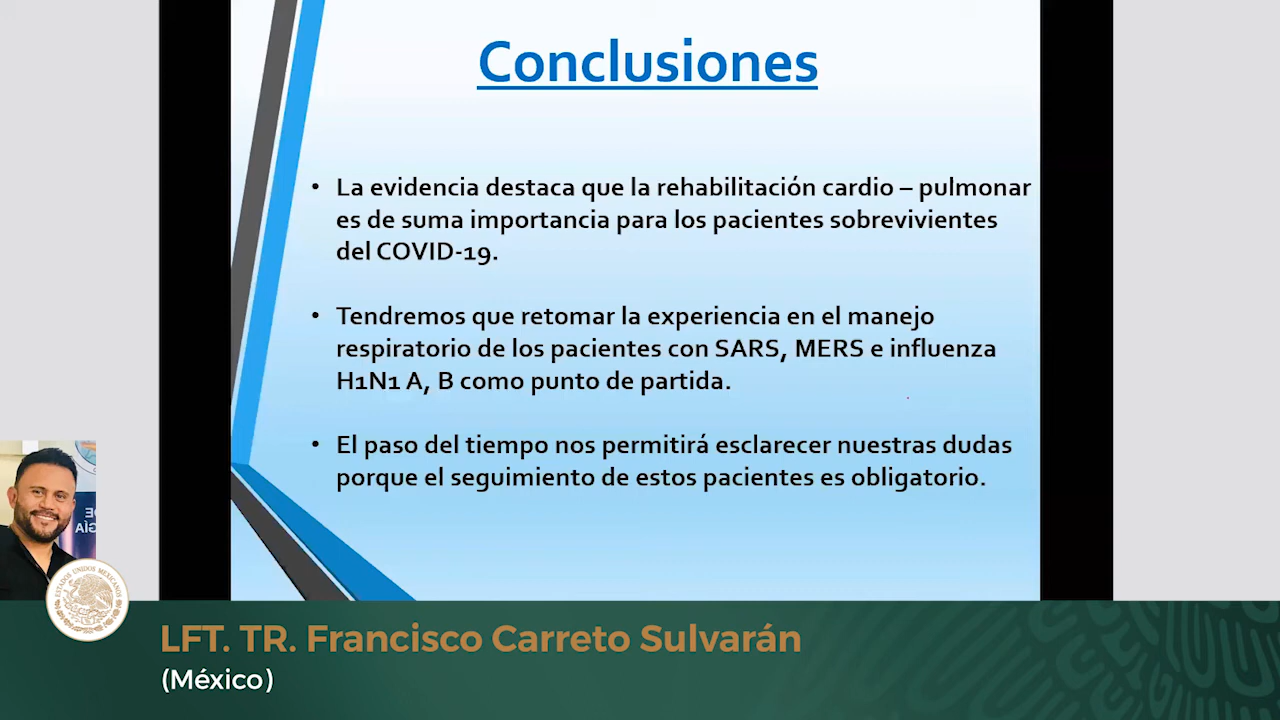 Conclusiones
• La evidencia destaca que la rehabilitación cardio – pulmonar
es de suma importancia para los pacientes sobrevivientes
del COVID-19.
• Tendremos que retomar la experiencia en el manejo
respiratorio de los pacientes con SARS, MERS e influenza
H1N1 A, B como punto de partida.
• El paso del tiempo nos permitirá esclarecer nuestras dudas
porque el seguimiento de estos pacientes es obligatorio.
ESTADOS UNIDOS MEXICANOS
LFT. TR. Francisco Carreto Sulvarán
(México)